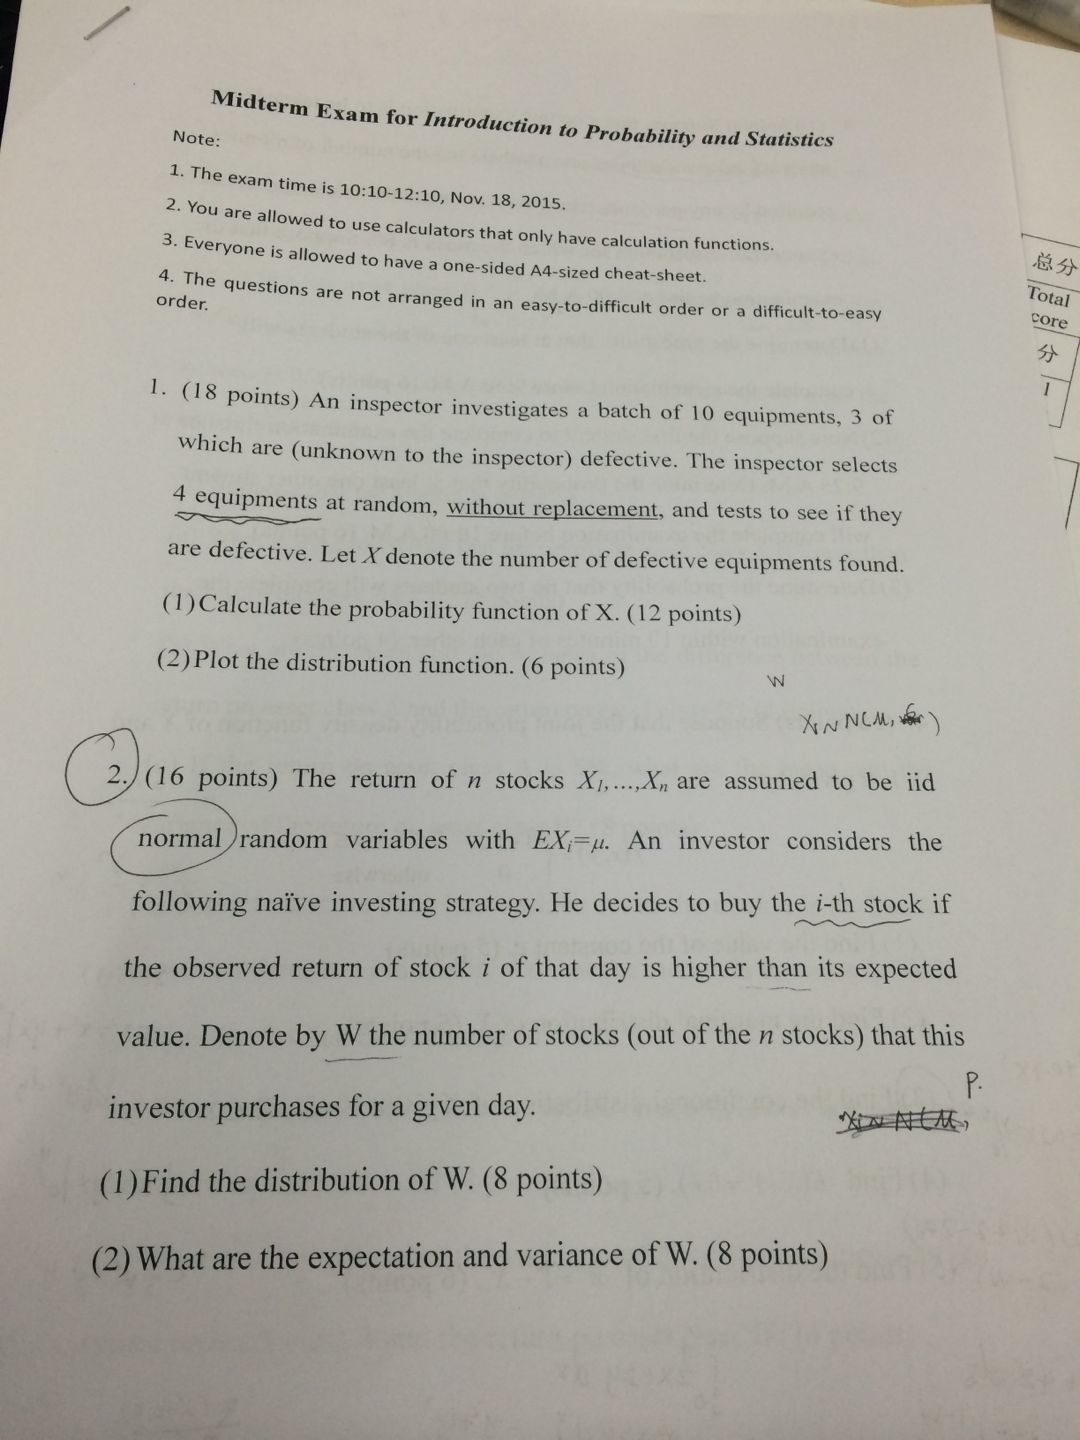 Midterm Exam for Introduction to Probability and Statistics
Note:
1. The exam time is 10:10-12:10, Nov. 18, 2015.
2. You are allowed to use calculators that only have calculation functions.
3. Everyone is allowed to have a one-sided A4-sized cheat-sheet.
4. The questions are not arranged in an easy-to-difficult order or a difficult-to-easy
order.
总分
Total
core
分
1
1. (18 points) An inspector investigates a batch of 10 equipments, 3 of
which are (unknown to the inspector) defective. The inspector selects
4 equipments at random, without replacement, and tests to see if they
are defective. Let X denote the number of defective equipments found.
(1) Calculate the probability function of X. (12 points)
(2) Plot the distribution function. (6 points)
W
Xi ~ N(M,
2. (16 points) The return of n stocks X1,...,Xn are assumed to be iid
normal random variables with EXi=μ. An investor considers the
following naïve investing strategy. He decides to buy the i-th stock if
the observed return of stock i of that day is higher than its expected
value. Denote by W the number of stocks (out of the n stocks) that this
investor purchases for a given day.
P.
(1) Find the distribution of W. (8 points)
(2) What are the expectation and variance of W. (8 points)